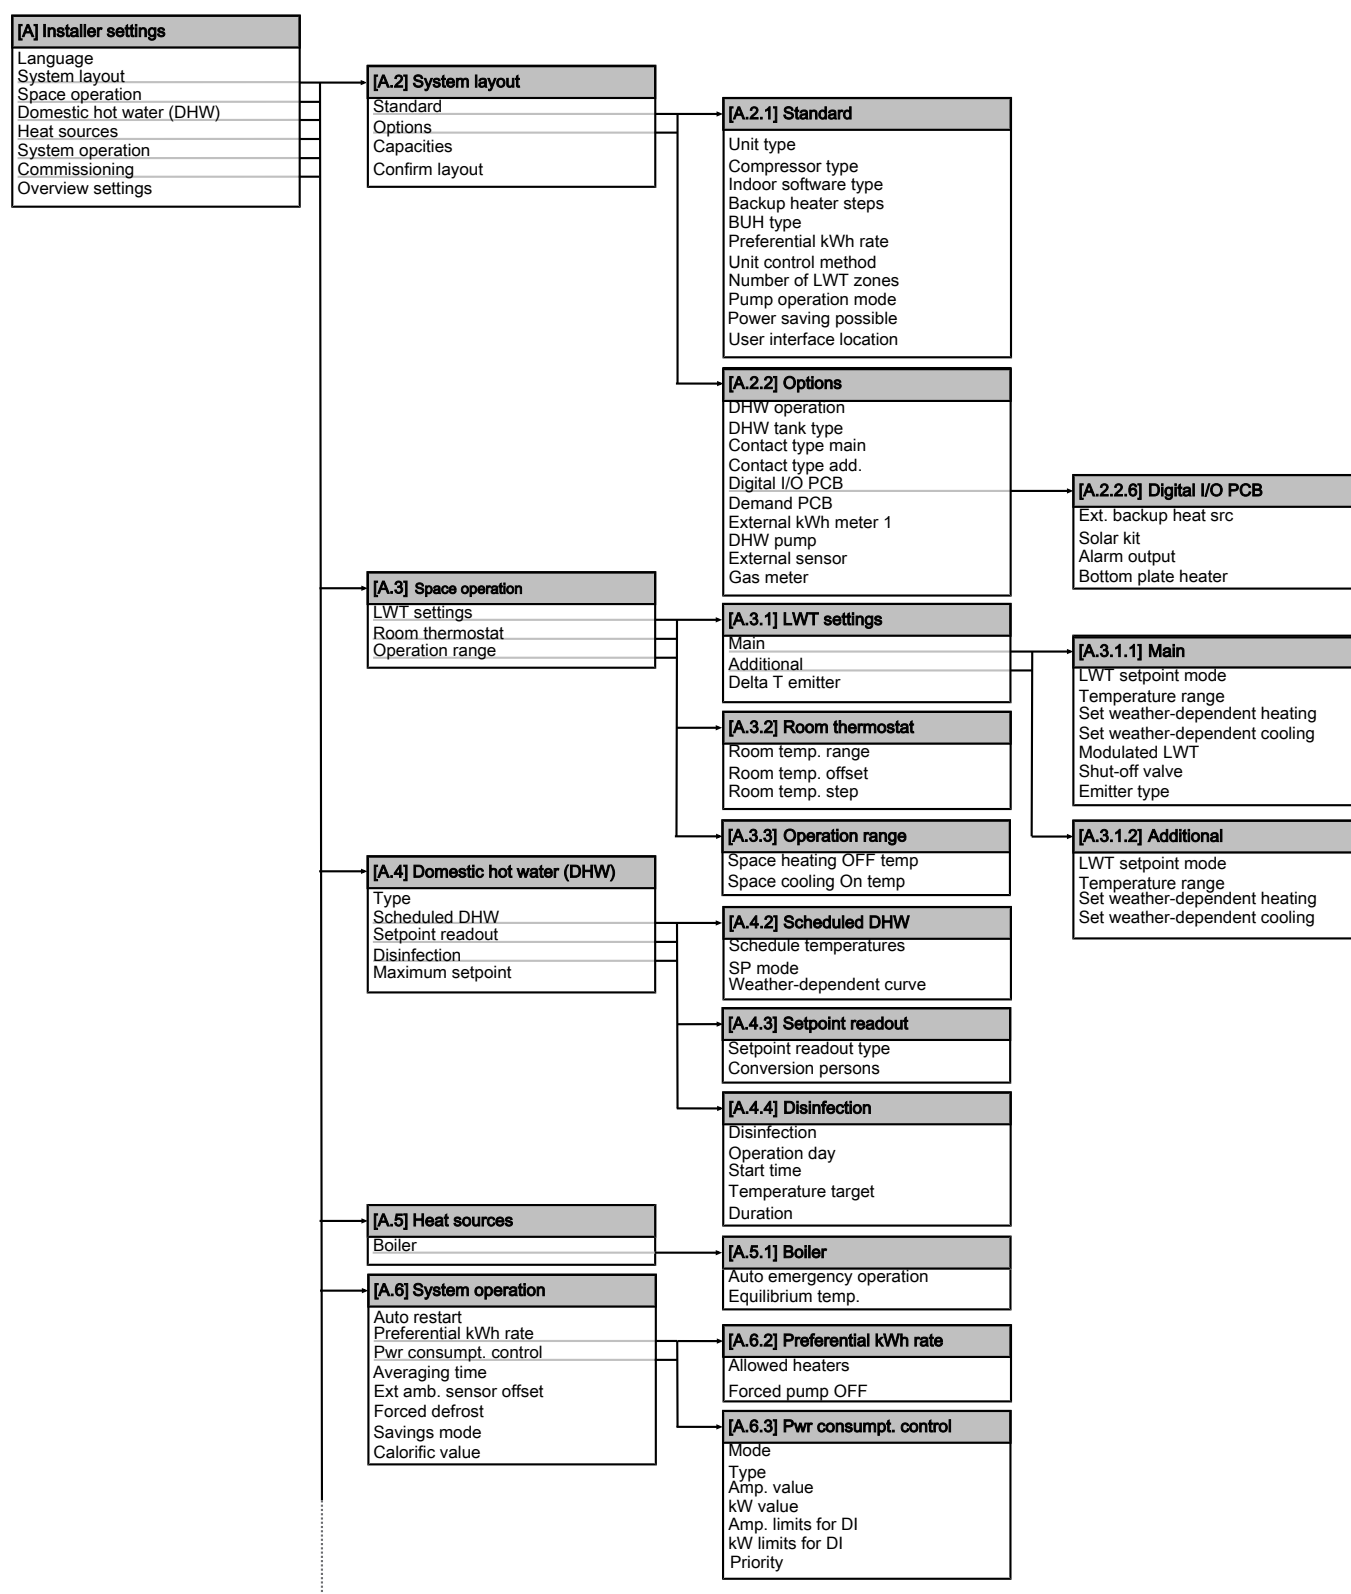 [A] Installer settings
Language
System layout
Space operation
Domestic hot water (DHW)
Heat sources
System operation
Commissioning
Overview settings
[A.2] System layout
Standard
Options
Capacities
Confirm layout
[A.2.1] Standard
Unit type
Compressor type
Indoor software type
Backup heater steps
BUH type
Preferential kWh rate
Unit control method
Number of LWT zones
Pump operation mode
Power saving possible
User interface location
[A.2.2] Options
DHW operation
DHW tank type
Contact type main
Contact type add.
Digital I/O PCB
Demand PCB
External kWh meter 1
DHW pump
External sensor
Gas meter
[A.2.2.6] Digital I/O PCB
Ext. backup heat src
Solar kit
Alarm output
Bottom plate heater
[A.3] Space operation
LWT settings
Room thermostat
Operation range
[A.3.1] LWT settings
Main
Additional
Delta T emitter
[A.3.1.1] Main
LWT setpoint mode
Temperature range
Set weather-dependent heating
Set weather-dependent cooling
Modulated LWT
Shut-off valve
Emitter type
[A.3.1.2] Additional
LWT setpoint mode
Temperature range
Set weather-dependent heating
Set weather-dependent cooling
[A.3.2] Room thermostat
Room temp. range
Room temp. offset
Room temp. step
[A.3.3] Operation range
Space heating OFF temp
Space cooling On temp
[A.4] Domestic hot water (DHW)
Type
Scheduled DHW
Setpoint readout
Disinfection
Maximum setpoint
[A.4.2] Scheduled DHW
Schedule temperatures
SP mode
Weather-dependent curve
[A.4.3] Setpoint readout
Setpoint readout type
Conversion persons
[A.4.4] Disinfection
Disinfection
Operation day
Start time
Temperature target
Duration
[A.5] Heat sources
Boiler
[A.5.1] Boiler
Auto emergency operation
Equilibrium temp.
[A.6] System operation
Auto restart
Preferential kWh rate
Pwr consumpt. control
Averaging time
Ext amb. sensor offset
Forced defrost
Savings mode
Calorific value
[A.6.2] Preferential kWh rate
Allowed heaters
Forced pump OFF
[A.6.3] Pwr consumpt. control
Mode
Type
Amp. value
kW value
Amp. limits for DI
kW limits for DI
Priority